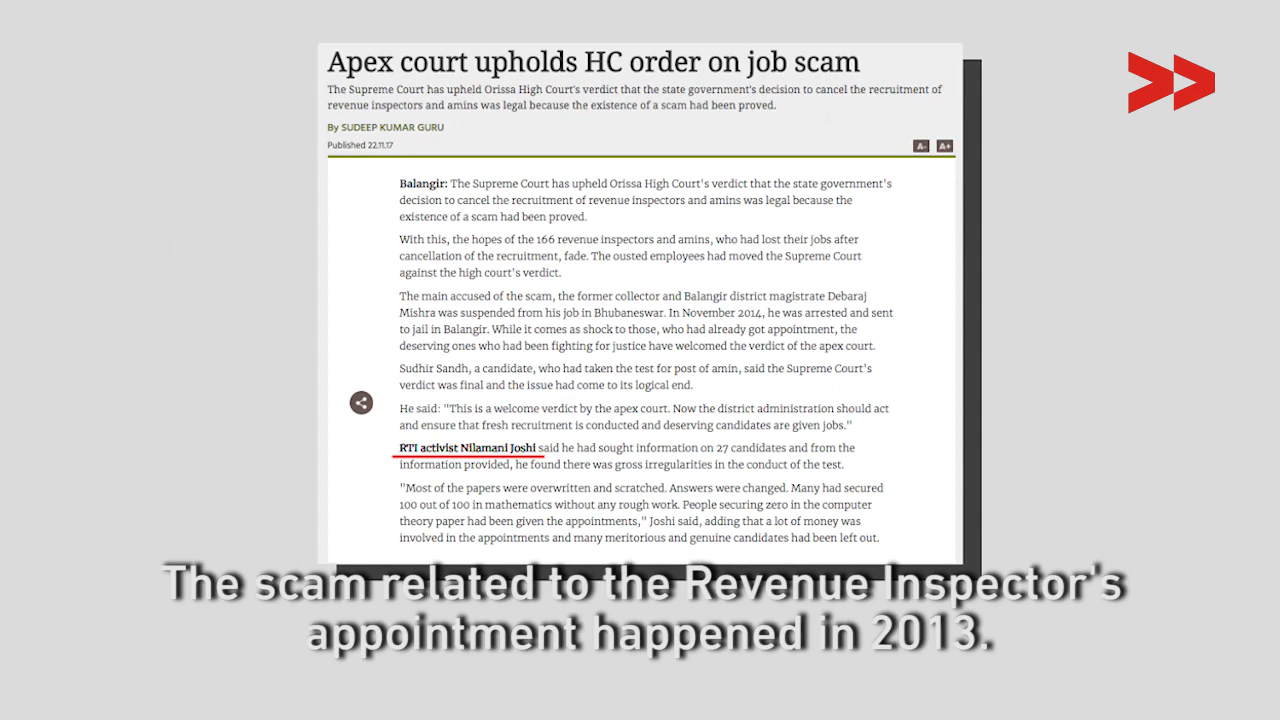 Apex court upholds HC order on job scam
The Supreme Court has upheld Orissa High Court's verdict that the state government's decision to cancel the recruitment of
revenue inspectors and amins was legal because the existence of a scam had been proved.
By SUDEEP KUMAR GURU
Published 22.11.17
A- A+
Balangir: The Supreme Court has upheld Orissa High Court's verdict that the state government's
decision to cancel the recruitment of revenue inspectors and amins was legal because the
existence of a scam had been proved.
With this, the hopes of the 166 revenue inspectors and amins, who had lost their jobs after
cancellation of the recruitment, fade. The ousted employees had moved the Supreme Court
against the high court's verdict.
The main accused of the scam, the former collector and Balangir district magistrate Debaraj
Mishra was suspended from his job in Bhubaneswar. In November 2014, he was arrested and sent
to jail in Balangir. While it comes as shock to those, who had already got appointment, the
deserving ones who had been fighting for justice have welcomed the verdict of the apex court.
Sudhir Sandh, a candidate, who had taken the test for post of amin, said the Supreme Court's
verdict was final and the issue had come to its logical end.
He said: "This is a welcome verdict by the apex court. Now the district administration should act
and ensure that fresh recruitment is conducted and deserving candidates are given jobs."
RTI activist Nilamani Joshi said he had sought information on 27 candidates and from the
information provided, he found there was gross irregularities in the conduct of the test.
"Most of the papers were overwritten and scratched. Answers were changed. Many had secured
100 out of 100 in mathematics without any rough work. People securing zero in the computer
theory paper had been given the appointments," Joshi said, adding that a lot of money was
involved in the appointments and many meritorious and genuine candidates had been left out.
The scam related to the Revenue Inspector's
appointment happened in 2013.